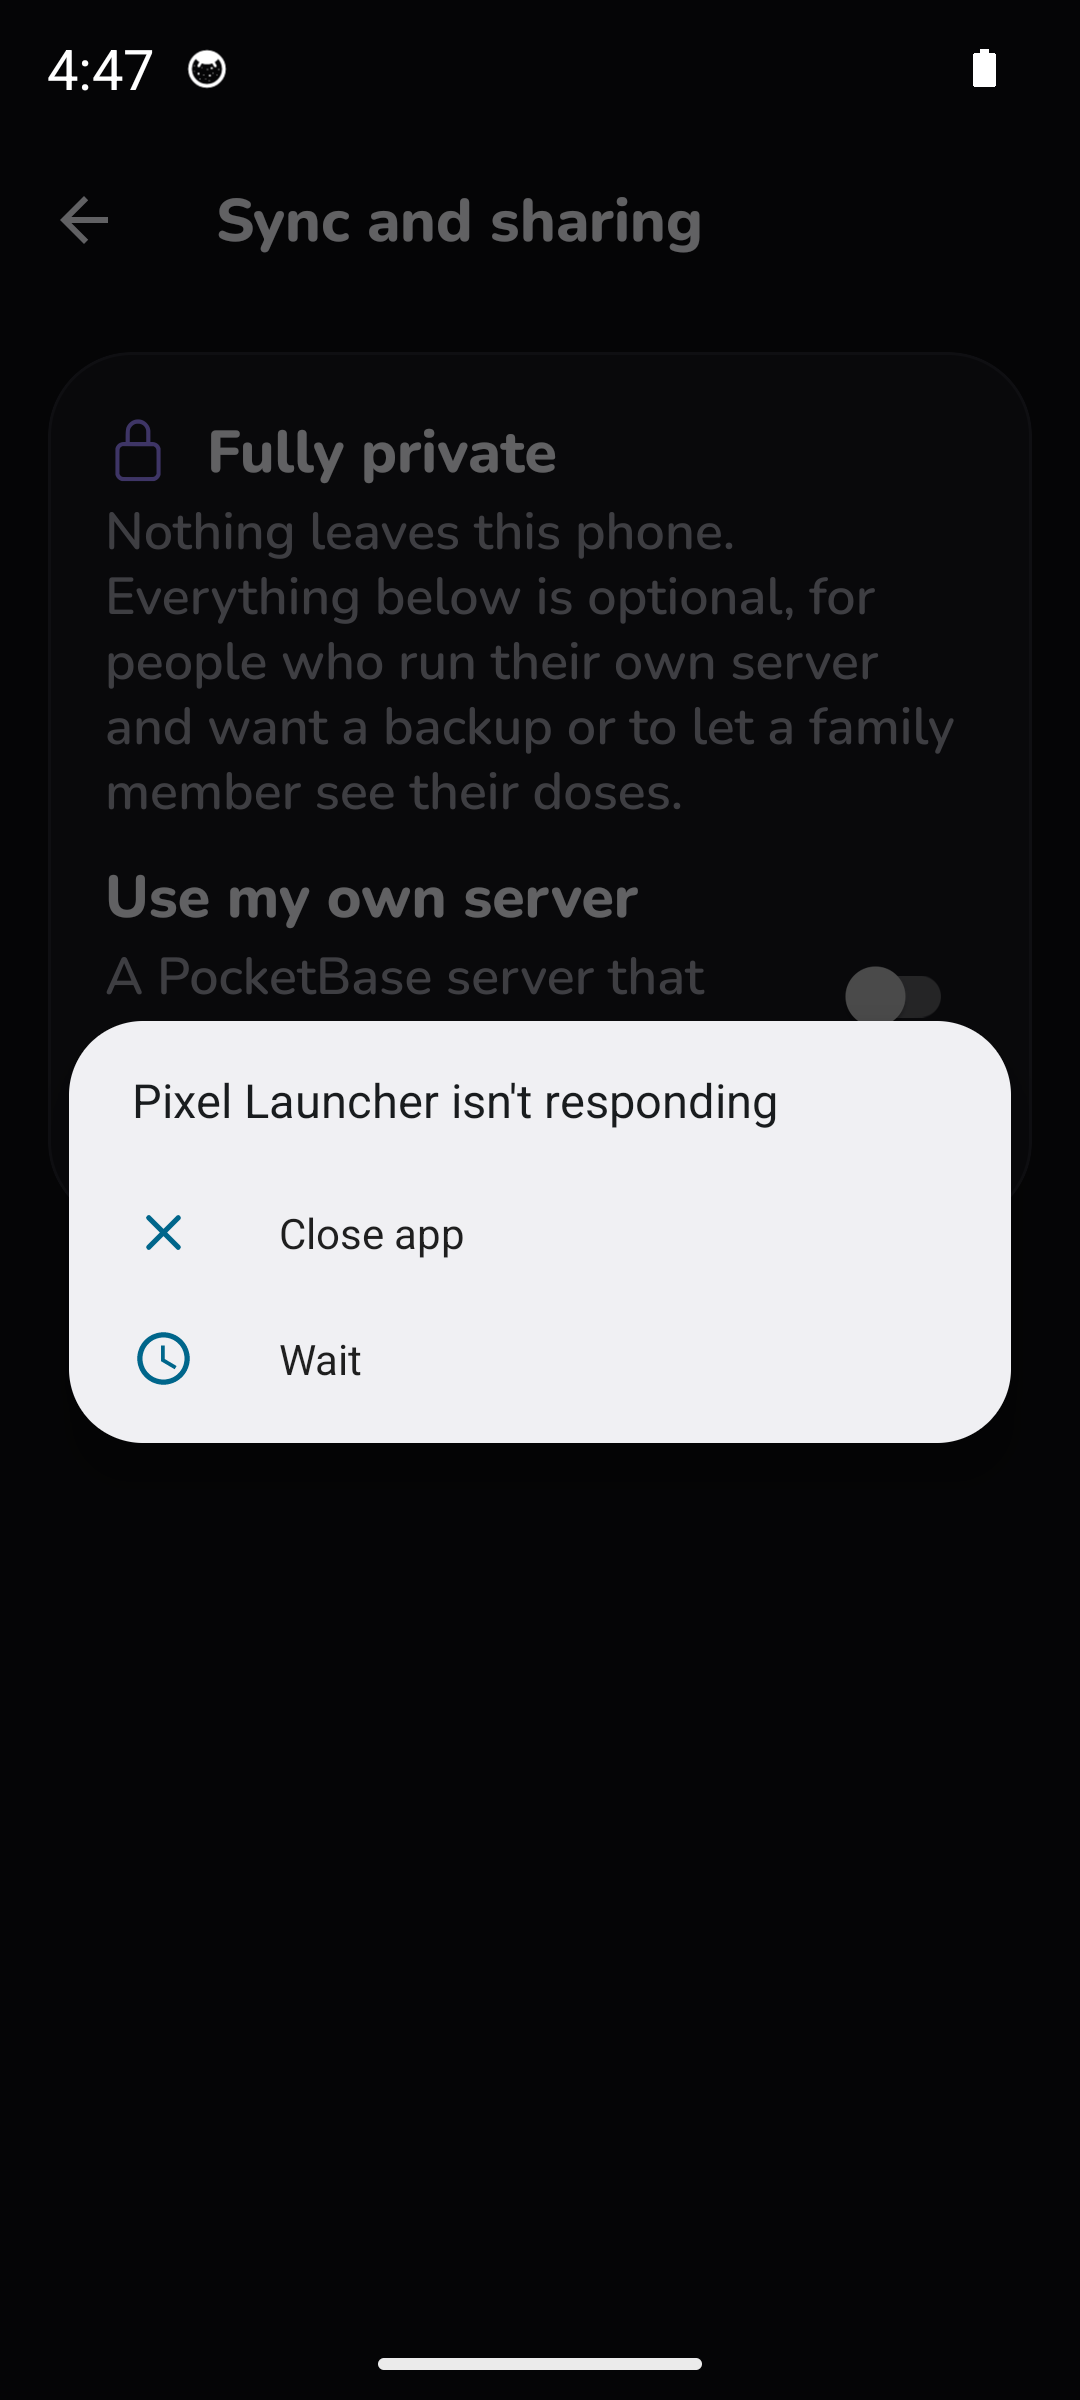 4:47
Sync and sharing
Fully private
Nothing leaves this phone.
Everything below is optional, for
people who run their own server
and want a backup or to let a family
member see their doses.
Use my own server
A PocketBase server that
Pixel Launcher isn't responding
Close app
Wait